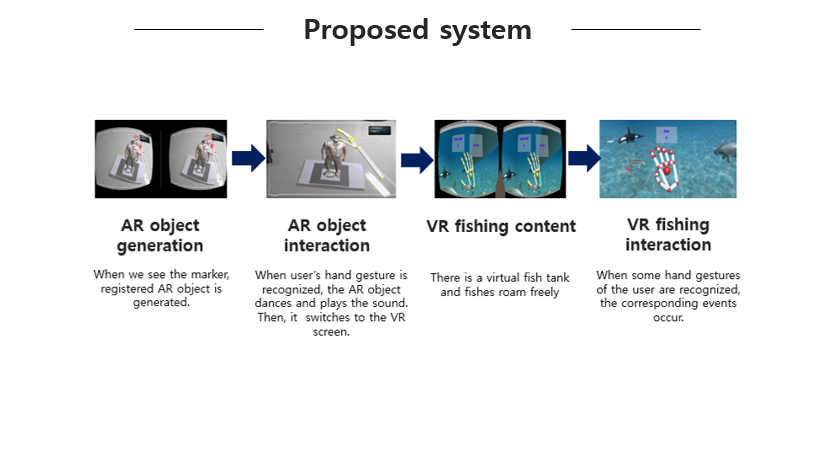 Proposed system
AR object
generation
When we see the marker,
registered AR object is
generated.
AR object
interaction
When user's hand gesture is
recognized, the AR object
dances and plays the sound.
Then, it  switches to the VR
screen.
VR fishing content
There is a virtual fish tank
and fishes roam freely
VR fishing
interaction
When some hand gestures
of the user are recognized,
the corresponding events
occur.